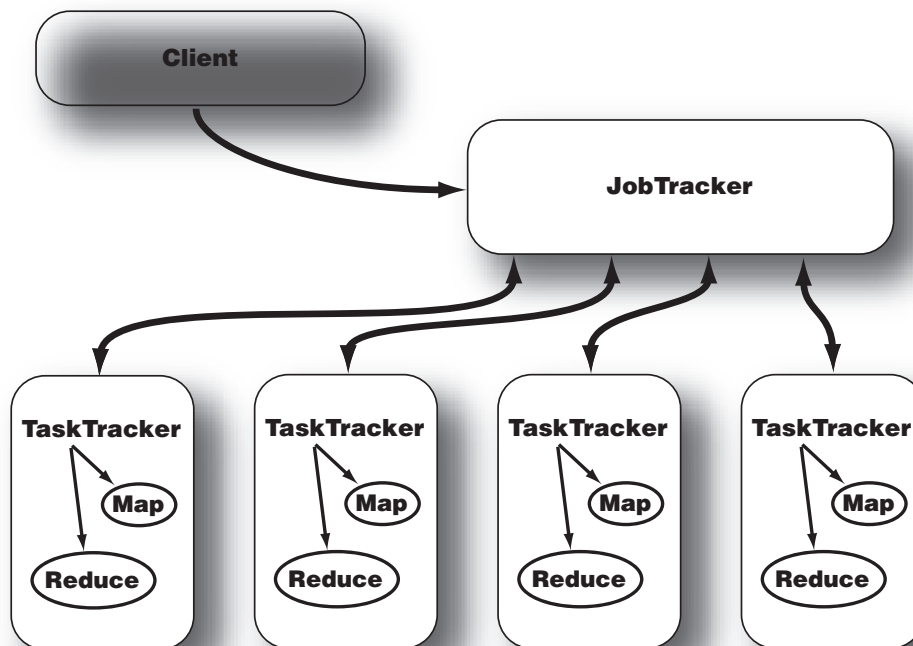 Client
JobTracker
TaskTracker
Map
Reduce
TaskTracker
Map
Reduce
TaskTracker
Map
Reduce
TaskTracker
Map
Reduce